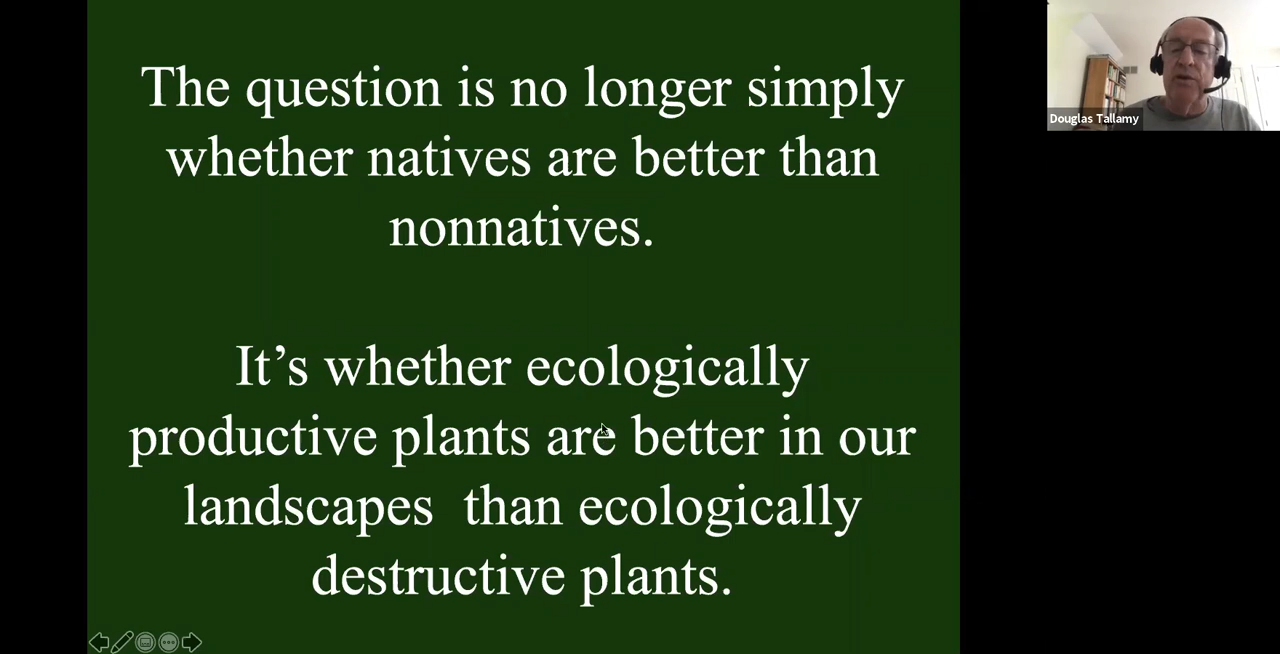 The question is no longer simply
whether natives are better than
nonnatives.
It’s whether ecologically
productive plants are better in our
landscapes  than ecologically
destructive plants.
Douglas Tallamy